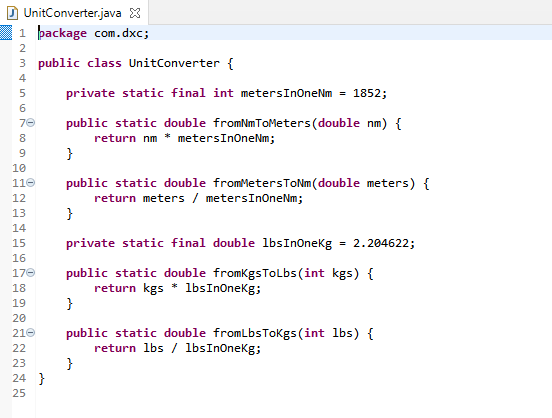 UnitConverter.java
1 package com.dxc;
2
3 public class UnitConverter {
4
5     private static final int metersInOneNm = 1852;
6
7     public static double fromNmToMeters(double nm) {
8         return nm * metersInOneNm;
9     }
10
11     public static double fromMetersToNm(double meters) {
12         return meters / metersInOneNm;
13     }
14
15     private static final double lbsInOneKg = 2.204622;
16
17     public static double fromKgsToLbs(int kgs) {
18         return kgs * lbsInOneKg;
19     }
20
21     public static double fromLbsToKgs(int lbs) {
22         return lbs / lbsInOneKg;
23     }
24 }
25